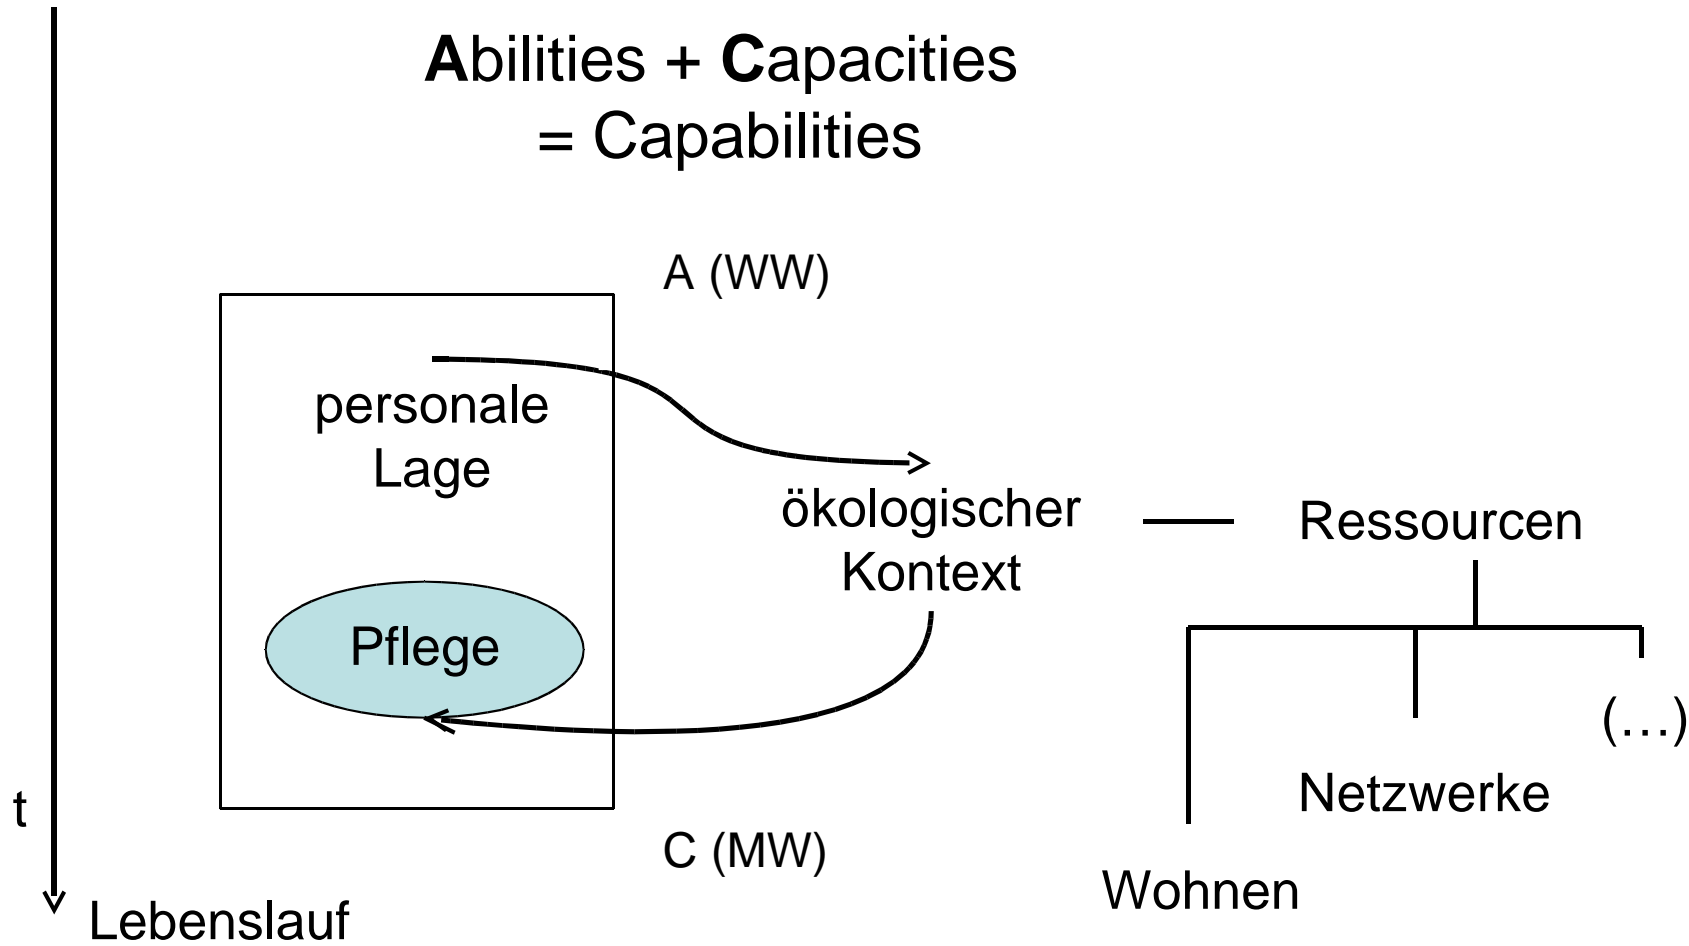 Abilities + Capacities
= Capabilities
A (WW)
personale
Lage
ökologischer
Kontext
Ressourcen
Pflege
(…)
Netzwerke
t
C (MW)
Wohnen
Lebenslauf